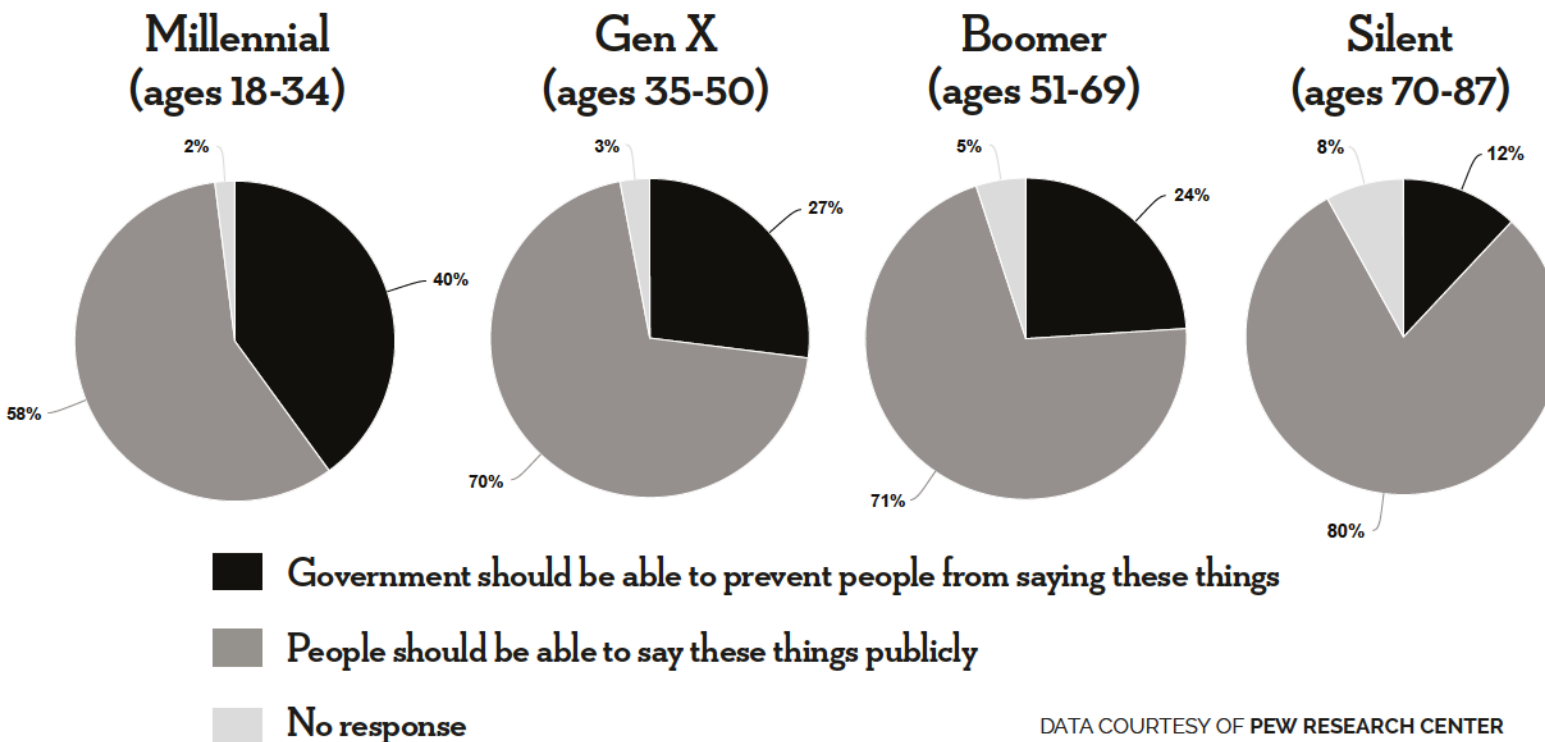 Millennial
(ages 18-34)
Gen X
(ages 35-50)
Boomer
(ages 51-69)
Silent
(ages 70-87)
2%
40%
58%
3%
27%
70%
5%
24%
71%
8%
12%
80%
Government should be able to prevent people from saying these things
People should be able to say these things publicly
No response
DATA COURTESY OF PEW RESEARCH CENTER